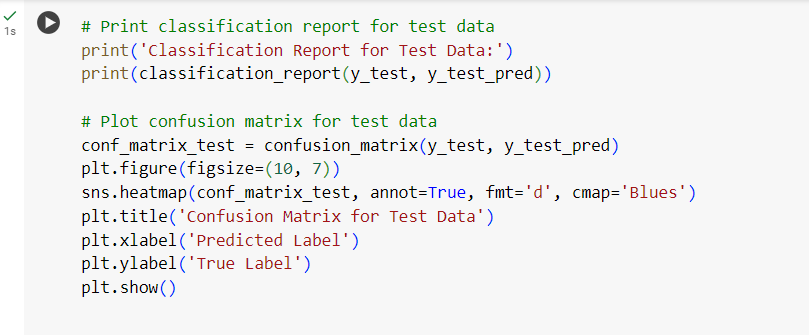 # Print classification report for test data
1s
print('Classification Report for Test Data:')
print(classification_report(y_test, y_test_pred))
# Plot confusion matrix for test data
conf_matrix_test = confusion_matrix(y_test, y_test_pred)
plt.figure(figsize=(10, 7))
sns.heatmap(conf_matrix_test, annot=True, fmt='d', cmap='Blues')
plt.title('Confusion Matrix for Test Data')
plt.xlabel('Predicted Label')
plt.ylabel('True Label')
plt.show()